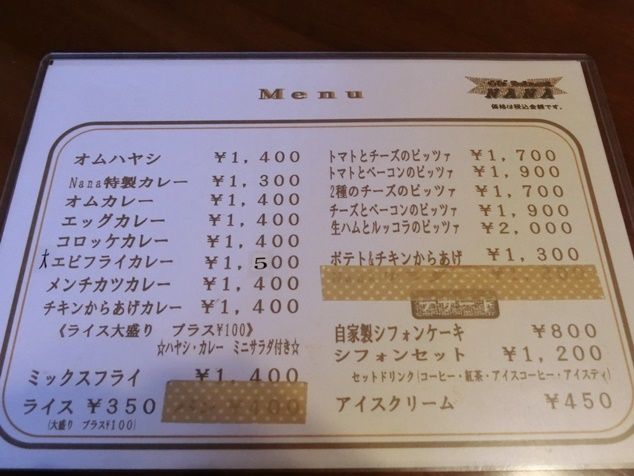 Menu
NANA
価格は税込金額です。
オムハヤシ ¥1,400
Nana特製カレー ¥1,300
オムカレー ¥1,400
エッグカレー ¥1,400
コロッケカレー ¥1,400
大エビフライカレー ¥1,500
メンチカツカレー ¥1,400
チキンからあげカレー ¥1,400
《ライス大盛り プラス¥100》
☆ハヤシ・カレー ミニサラダ付き☆
ミックスフライ ¥1,400
ライス ¥350
(大盛り プラス¥100)
トマトとチーズのピッツァ ¥1,700
トマトとベーコンのピッツァ ¥1,900
2種のチーズのピッツァ ¥1,700
チーズとベーコンのピッツァ ¥1,900
生ハムとルッコラのピッツァ ¥2,000
ポテト&チキンからあげ ¥1,300
自家製シフォンケーキ ¥800
シフォンセット ¥1,200
セットドリンク(コーヒー・紅茶・アイスコーヒー・アイスティ)
アイスクリーム ¥450